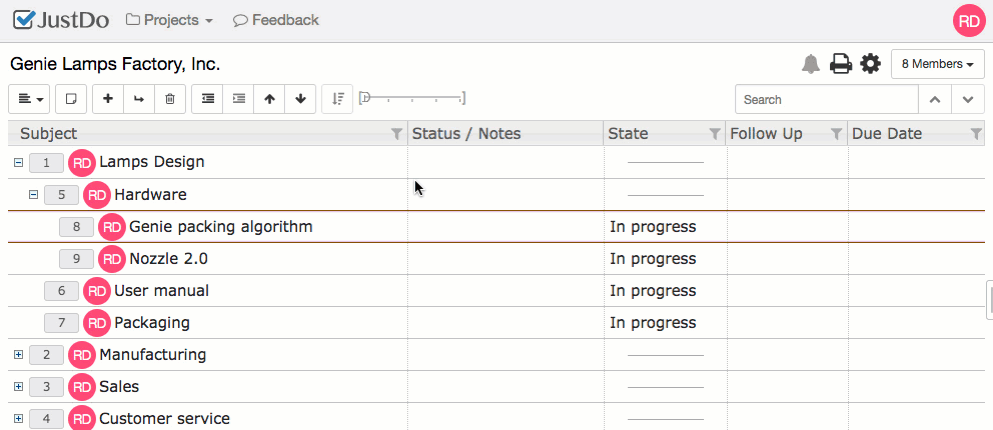 JustDo Projects Feedback RD
Genie Lamps Factory, Inc. 8 Members
Search
Subject Status / Notes State Follow Up Due Date
1 RD Lamps Design
5 RD Hardware
8 RD Genie packing algorithm In progress
9 RD Nozzle 2.0 In progress
6 RD User manual In progress
7 RD Packaging In progress
2 RD Manufacturing
3 RD Sales
4 RD Customer service